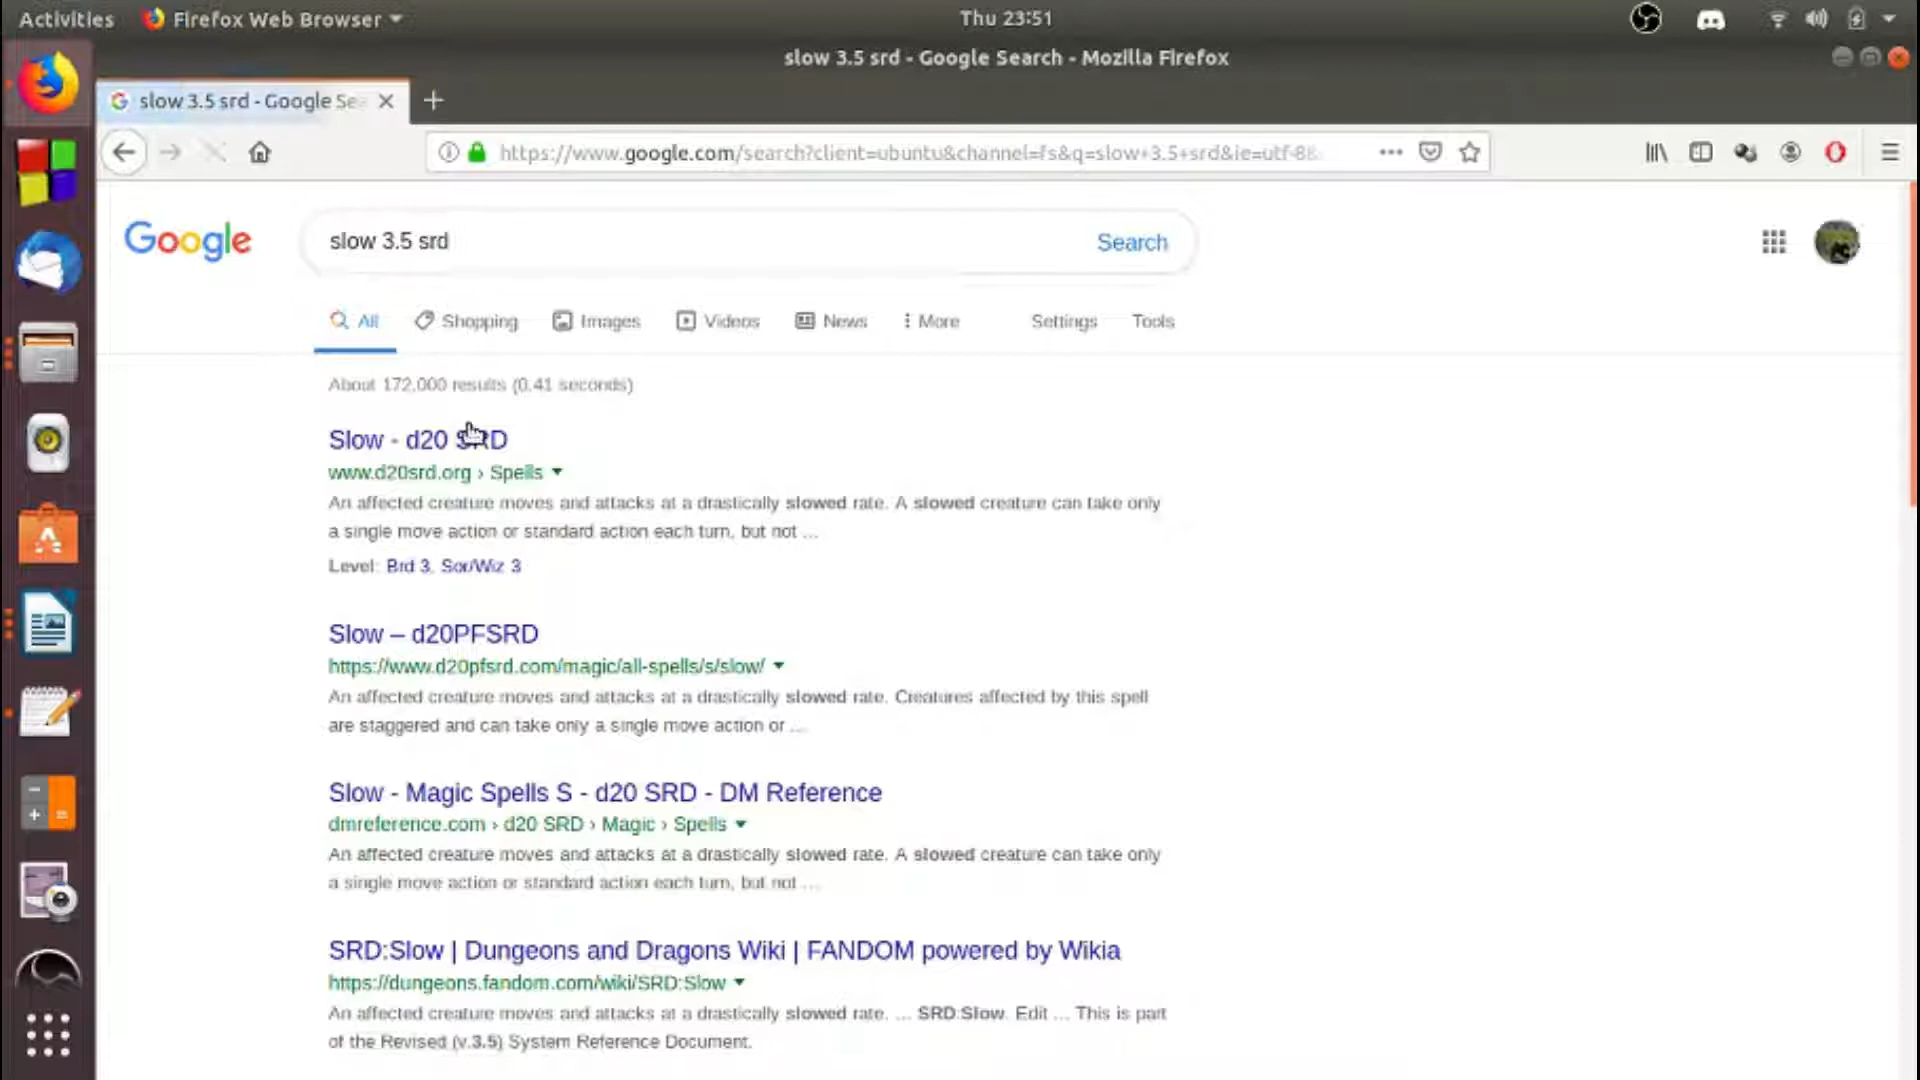 Activities Firefox Web Browser Thu 23:51
slow 3.5 srd - Google Search - Mozilla Firefox
slow 3.5 srd - Google Sea
https://www.google.com/search?client=ubuntu&channel=fs&q=slow+3.5+srd&ie=utf-8&
Google slow 3.5 srd Search
All Shopping Images Videos News More Settings Tools
About 172,000 results (0.41 seconds)
Slow - d20 SRD
www.d20srd.org › Spells
An affected creature moves and attacks at a drastically slowed rate. A slowed creature can take only
a single move action or standard action each turn, but not ...
Level: Brd 3, Sor/Wiz 3
Slow – d20PFSRD
https://www.d20pfsrd.com/magic/all-spells/s/slow/
An affected creature moves and attacks at a drastically slowed rate. Creatures affected by this spell
are staggered and can take only a single move action or ...
Slow - Magic Spells S - d20 SRD - DM Reference
dmreference.com › d20 SRD › Magic › Spells
An affected creature moves and attacks at a drastically slowed rate. A slowed creature can take only
a single move action or standard action each turn, but not ...
SRD:Slow | Dungeons and Dragons Wiki | FANDOM powered by Wikia
https://dungeons.fandom.com/wiki/SRD:Slow
An affected creature moves and attacks at a drastically slowed rate. ... SRD:Slow. Edit ... This is part
of the Revised (v.3.5) System Reference Document.